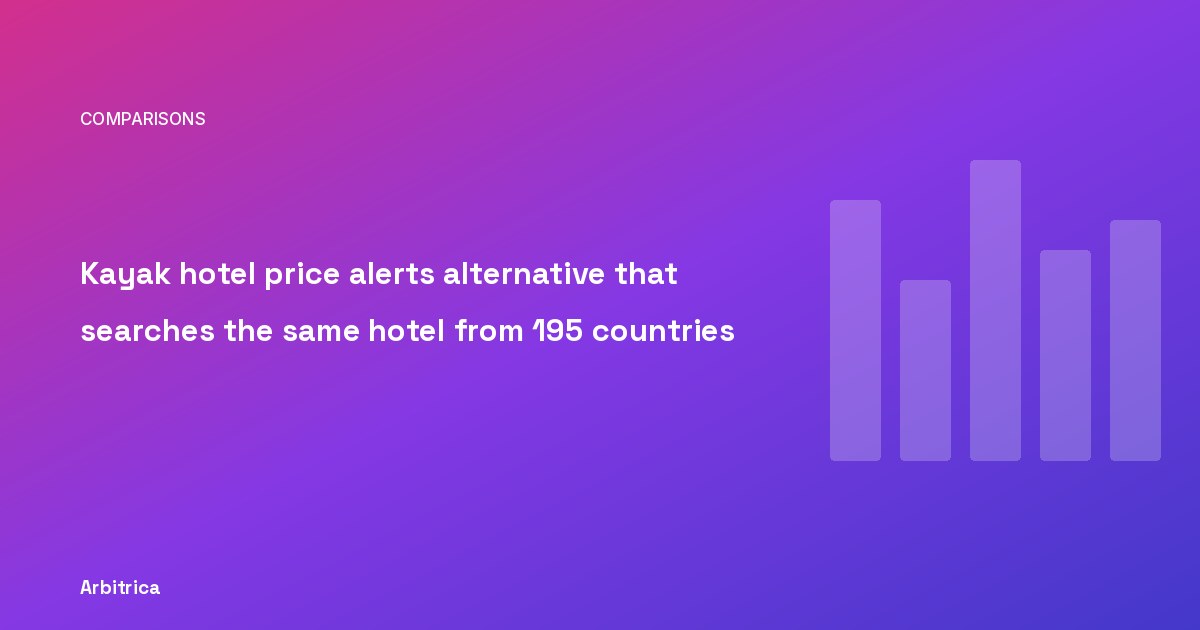 COMPARISONS
Kayak hotel price alerts alternative that
searches the same hotel from 195 countries
Arbitrica